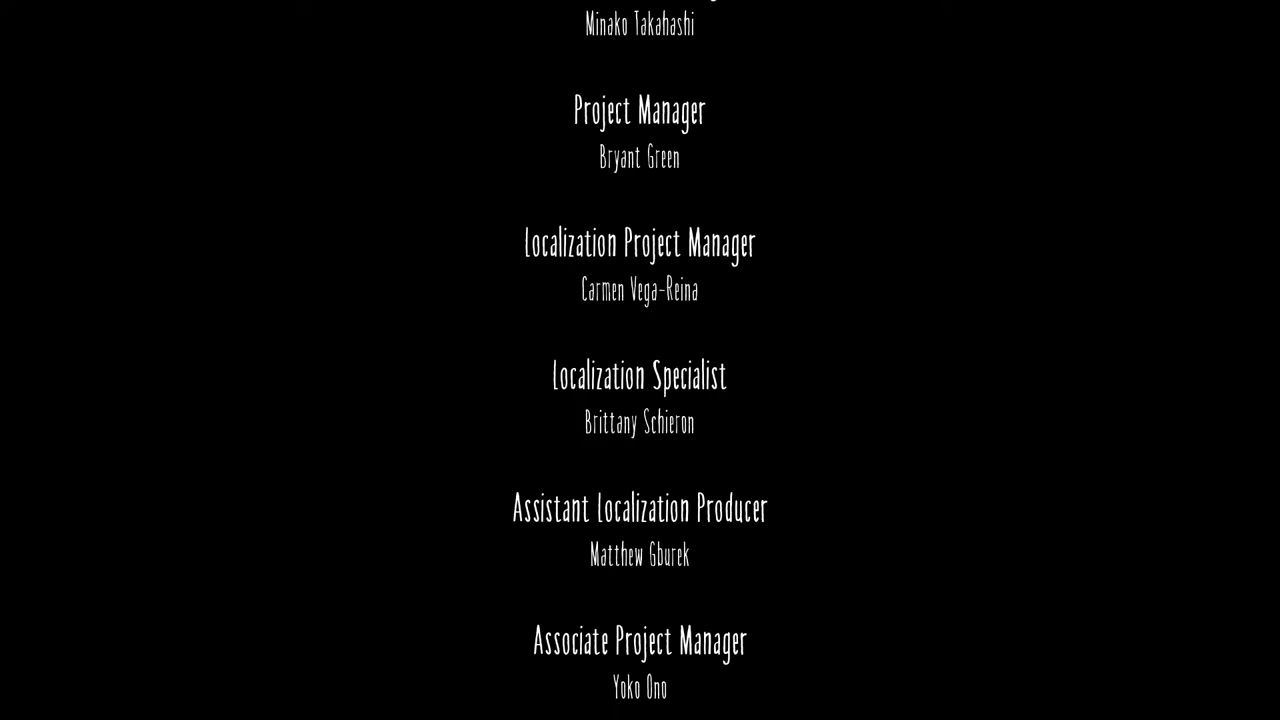 Minako Takahashi
Project Manager
Bryant Green
Localization Project Manager
Carmen Vega-Reina
Localization Specialist
Brittany Schieron
Assistant Localization Producer
Matthew Gburek
Associate Project Manager
Yoko Ono